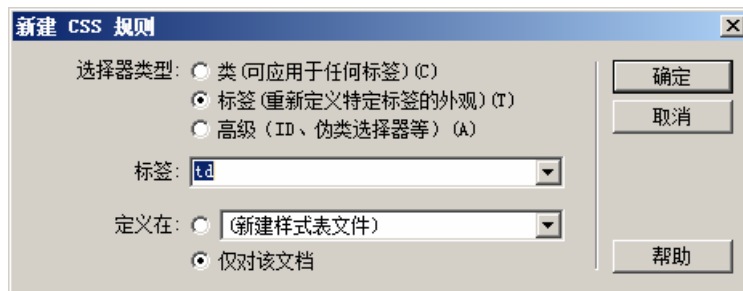 新建 CSS 规则
选择器类型: 类(可应用于任何标签)(C) 确定
标签(重新定义特定标签的外观)(T)
高级（ID、伪类选择器等）(A) 取消
标签: td
定义在: (新建样式表文件)
仅对该文档 帮助